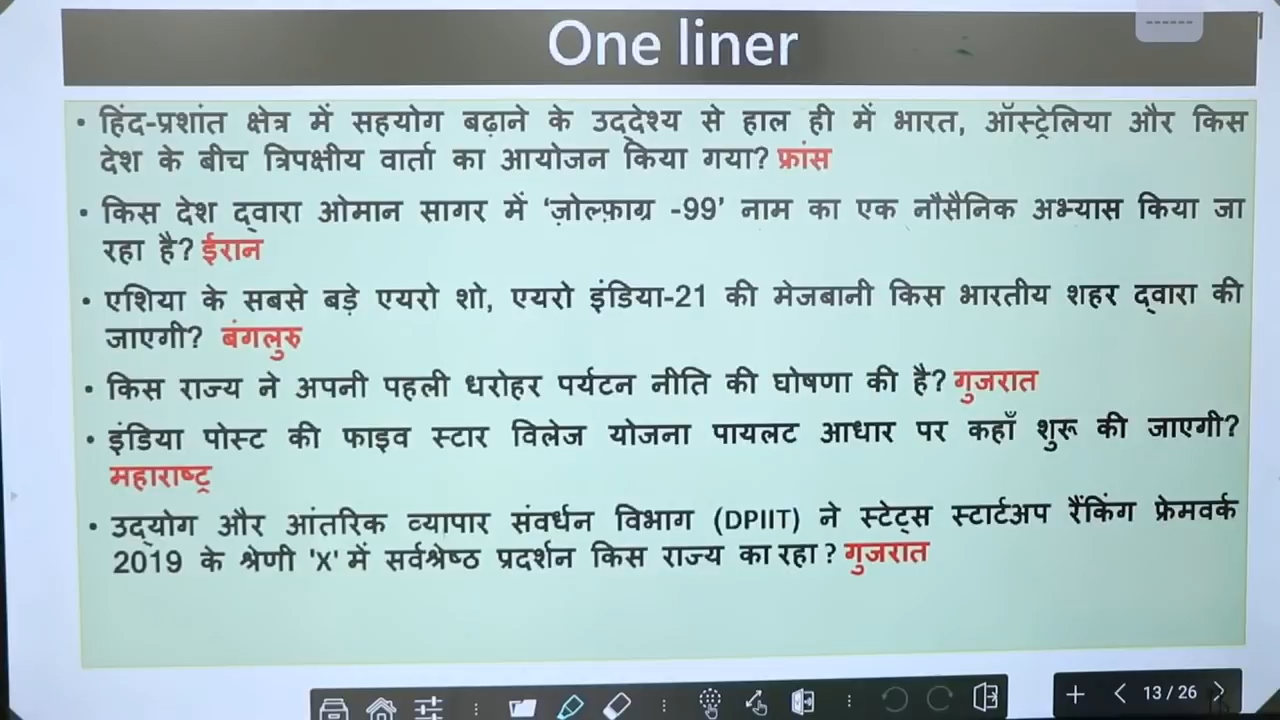 One liner
• हिंद-प्रशांत क्षेत्र में सहयोग बढ़ाने के उद्देश्य से हाल ही में भारत, ऑस्ट्रेलिया और किस
देश के बीच त्रिपक्षीय वार्ता का आयोजन किया गया? फ्रांस
• किस देश द्वारा ओमान सागर में ‘ज़ोल्फ़ाग्र -99’ नाम का एक नौसैनिक अभ्यास किया जा
रहा है? ईरान
• एशिया के सबसे बड़े एयरो शो, एयरो इंडिया-21 की मेजबानी किस भारतीय शहर द्वारा की
जाएगी? बंगलुरु
• किस राज्य ने अपनी पहली धरोहर पर्यटन नीति की घोषणा की है? गुजरात
• इंडिया पोस्ट की फाइव स्टार विलेज योजना पायलट आधार पर कहाँ शुरू की जाएगी?
महाराष्ट्र
• उद्योग और आंतरिक व्यापार संवर्धन विभाग (DPIIT) ने स्टेट्स स्टार्टअप रैंकिंग फ्रेमवर्क
2019 के श्रेणी 'X' में सर्वश्रेष्ठ प्रदर्शन किस राज्य का रहा ? गुजरात
13 / 26